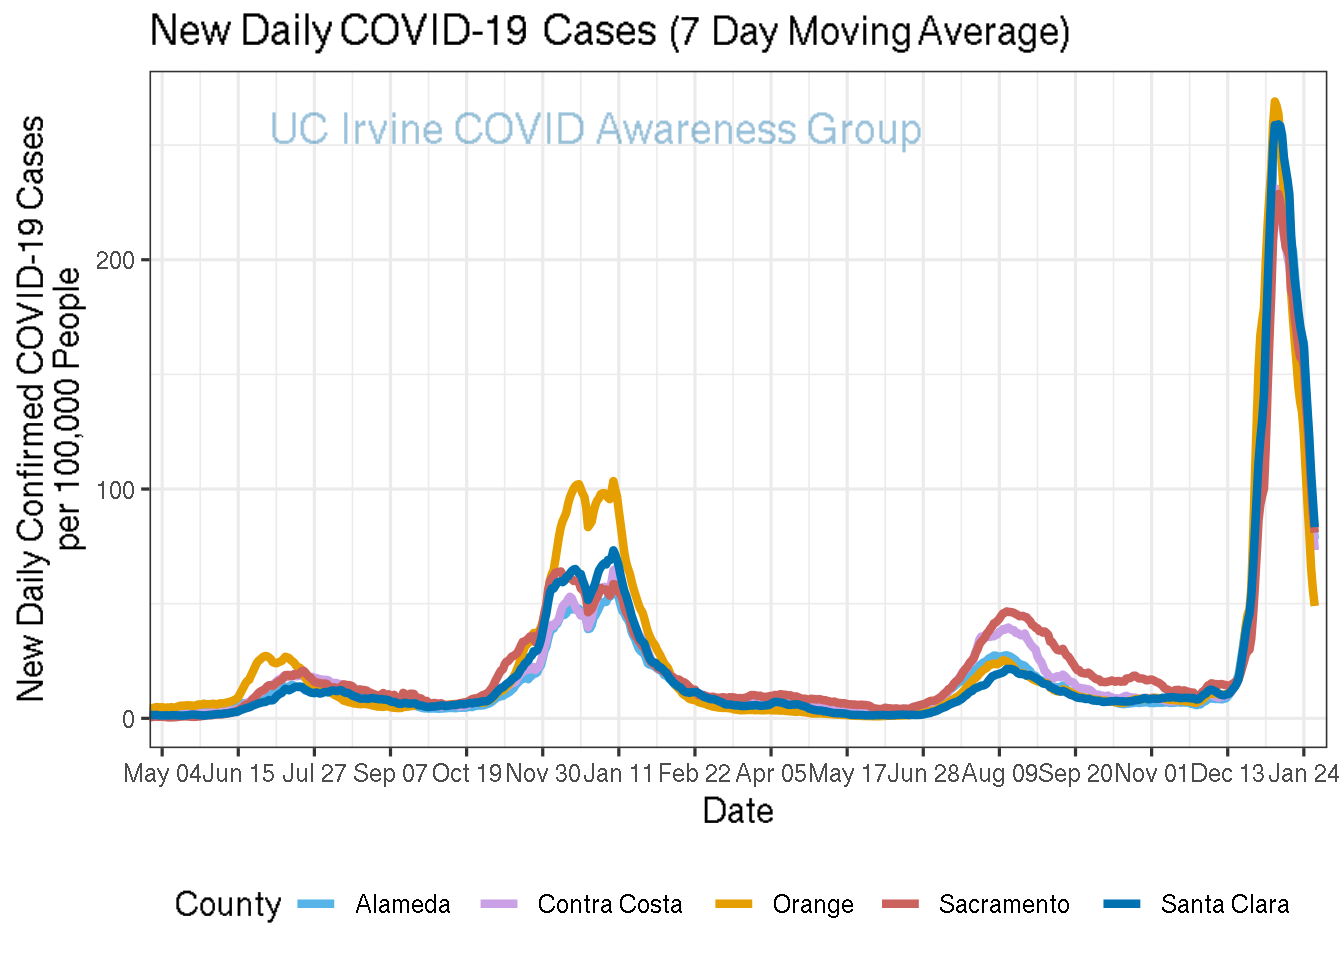 New Daily COVID-19 Cases (7 Day Moving Average)
UC Irvine COVID Awareness Group
New Daily Confirmed COVID-19 Cases
per 100,000 People
200
100
0
May 04 Jun 15 Jul 27 Sep 07 Oct 19 Nov 30 Jan 11 Feb 22 Apr 05 May 17 Jun 28 Aug 09 Sep 20 Nov 01 Dec 13 Jan 24
Date
County Alameda Contra Costa Orange Sacramento Santa Clara